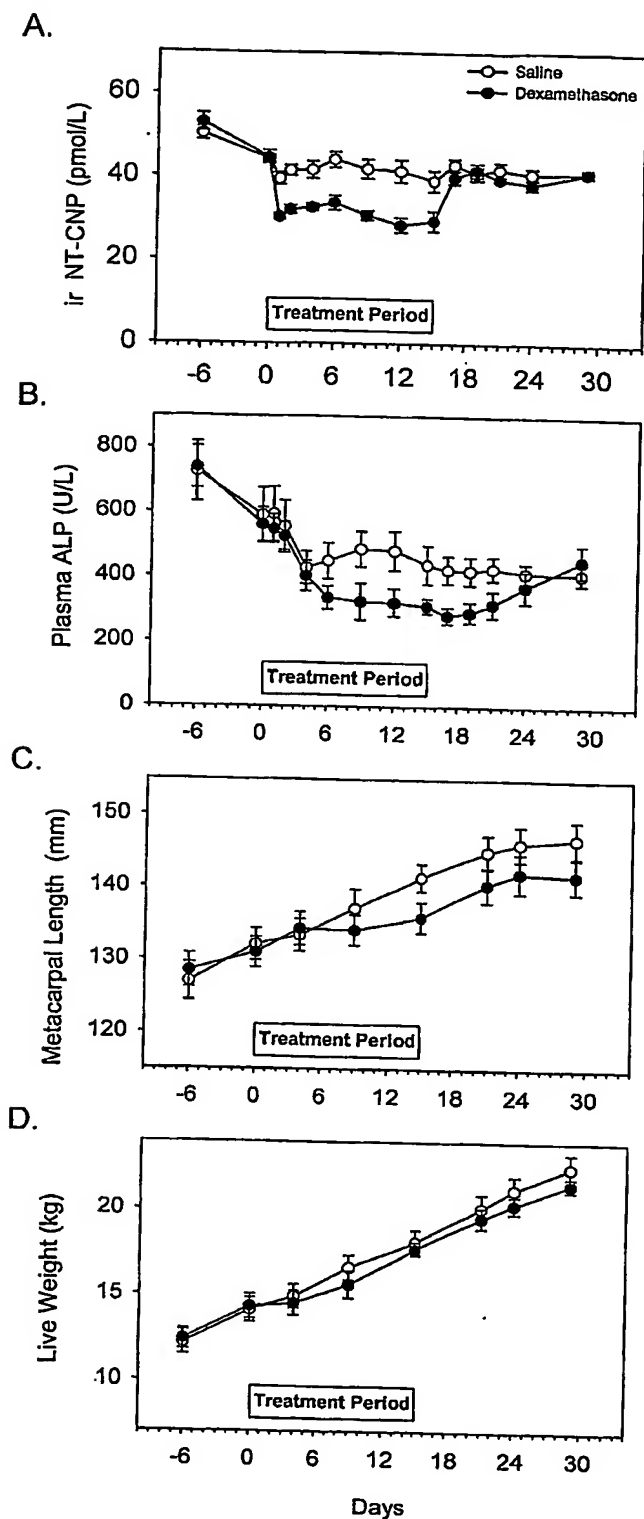 A.
Saline
Dexamethasone
ir NT-CNP (pmol/L)
60
40
20
0
Treatment Period
-6 0 6 12 18 24 30
B.
Plasma ALP (U/L)
800
600
400
200
0
Treatment Period
-6 0 6 12 18 24 30
C.
Metacarpal Length (mm)
150
140
130
120
Treatment Period
-6 0 6 12 18 24 30
D.
Live Weight (kg)
20
15
10
Treatment Period
-6 0 6 12 18 24 30
Days